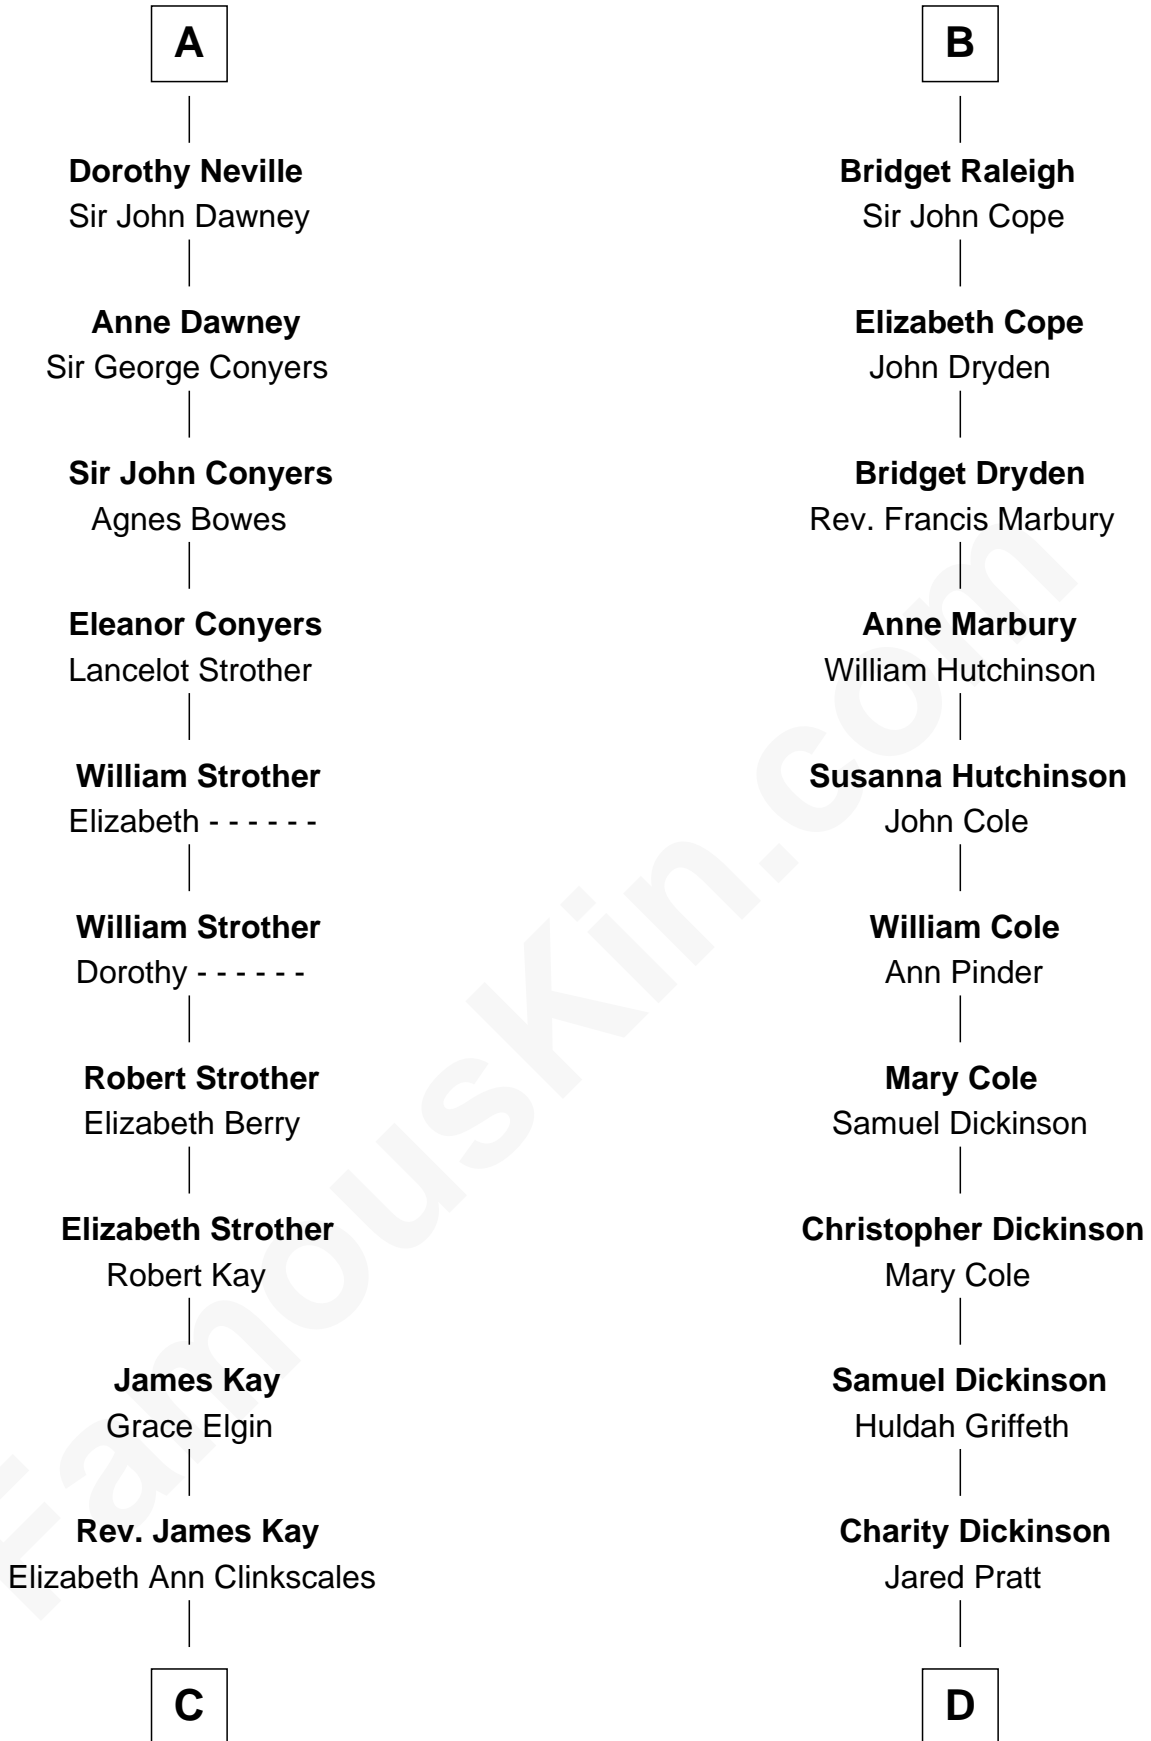 A
Dorothy Neville
Sir John Dawney
Anne Dawney
Sir George Conyers
Sir John Conyers
Agnes Bowes
Eleanor Conyers
Lancelot Strother
William Strother
Elizabeth - - - - - -
William Strother
Dorothy - - - - - -
Robert Strother
Elizabeth Berry
Elizabeth Strother
Robert Kay
James Kay
Grace Elgin
Rev. James Kay
Elizabeth Ann Clinkscales
C
B
Bridget Raleigh
Sir John Cope
Elizabeth Cope
John Dryden
Bridget Dryden
Rev. Francis Marbury
Anne Marbury
William Hutchinson
Susanna Hutchinson
John Cole
William Cole
Ann Pinder
Mary Cole
Samuel Dickinson
Christopher Dickinson
Mary Cole
Samuel Dickinson
Huldah Griffeth
Charity Dickinson
Jared Pratt
D
FamousKin.com